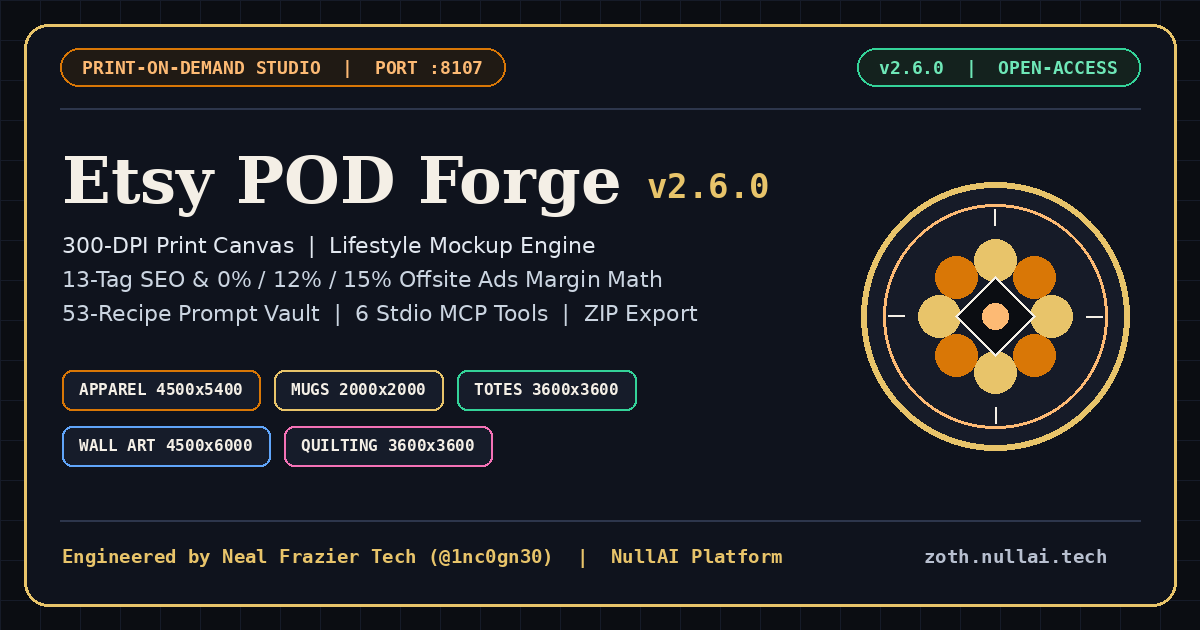 PRINT-ON-DEMAND STUDIO | PORT :8107
v2.6.0 | OPEN-ACCESS
Etsy POD Forge v2.6.0
300-DPI Print Canvas | Lifestyle Mockup Engine
13-Tag SEO & 0% / 12% / 15% Offsite Ads Margin Math
53-Recipe Prompt Vault | 6 Stdio MCP Tools | ZIP Export
APPAREL 4500x5400
MUGS 2000x2000
TOTES 3600x3600
WALL ART 4500x6000
QUILTING 3600x3600
Engineered by Neal Frazier Tech (@1nc0gn30) | NullAI Platform
zoth.nullai.tech